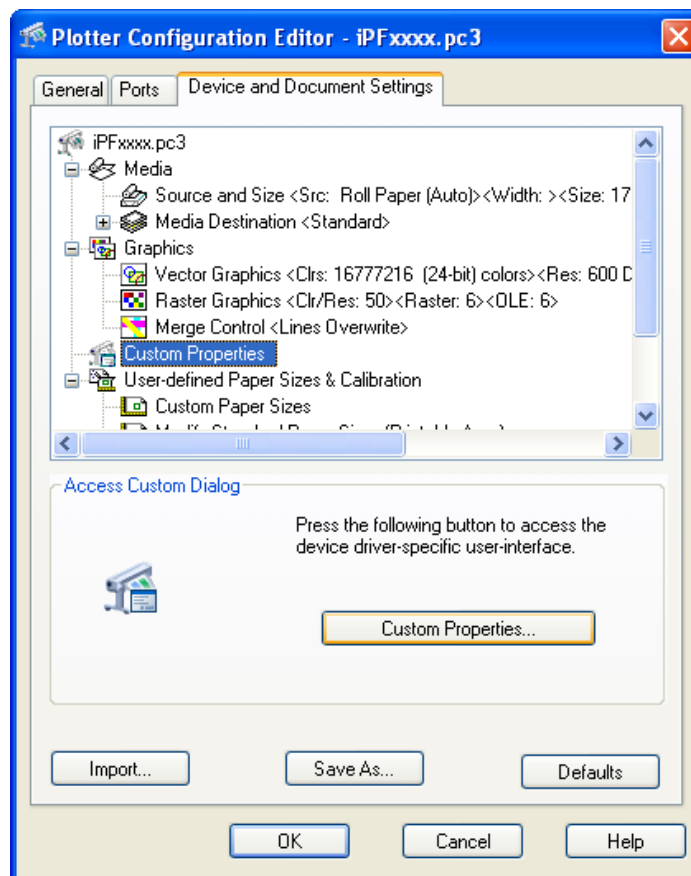 Plotter Configuration Editor - iPFxxxx.pc3
General Ports Device and Document Settings
iPFxxxx.pc3
Media
Source and Size <Src: Roll Paper (Auto)><Width: ><Size: 17
Media Destination <Standard>
Graphics
Vector Graphics <Clrs: 16777216 (24-bit) colors><Res: 600 D
Raster Graphics <Clr/Res: 50><Raster: 6><OLE: 6>
Merge Control <Lines Overwrite>
Custom Properties
User-defined Paper Sizes & Calibration
Custom Paper Sizes
Access Custom Dialog
Press the following button to access the
device driver-specific user-interface.
Custom Properties...
Import... Save As... Defaults
OK Cancel Help